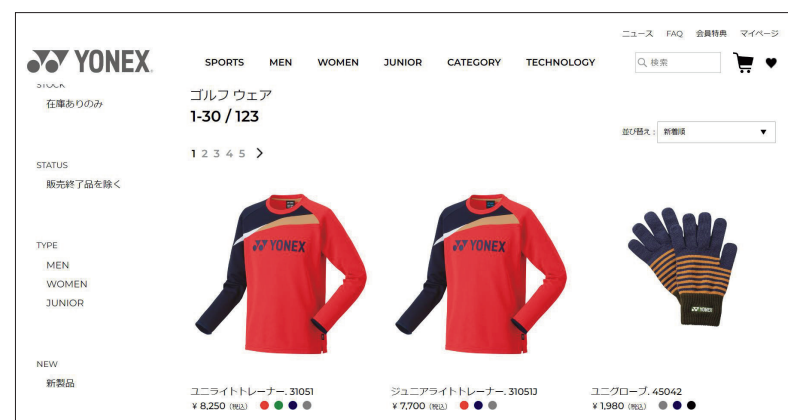 ニュース FAQ 会員特典 マイページ
YONEX
SPORTS MEN WOMEN JUNIOR CATEGORY TECHNOLOGY
検索
STOCK
在庫ありのみ
STATUS
販売終了品を除く
TYPE
MEN
WOMEN
JUNIOR
NEW
新製品
ゴルフ ウェア
1-30 / 123
並び替え : 新着順 ▼
1 2 3 4 5 >
YONEX
YONEX
YONEX
ユニライトトレーナー. 31051
¥ 8,250 (税込)
ジュニアライトトレーナー. 31051J
¥ 7,700 (税込)
ユニグローブ. 45042
¥ 1,980 (税込)